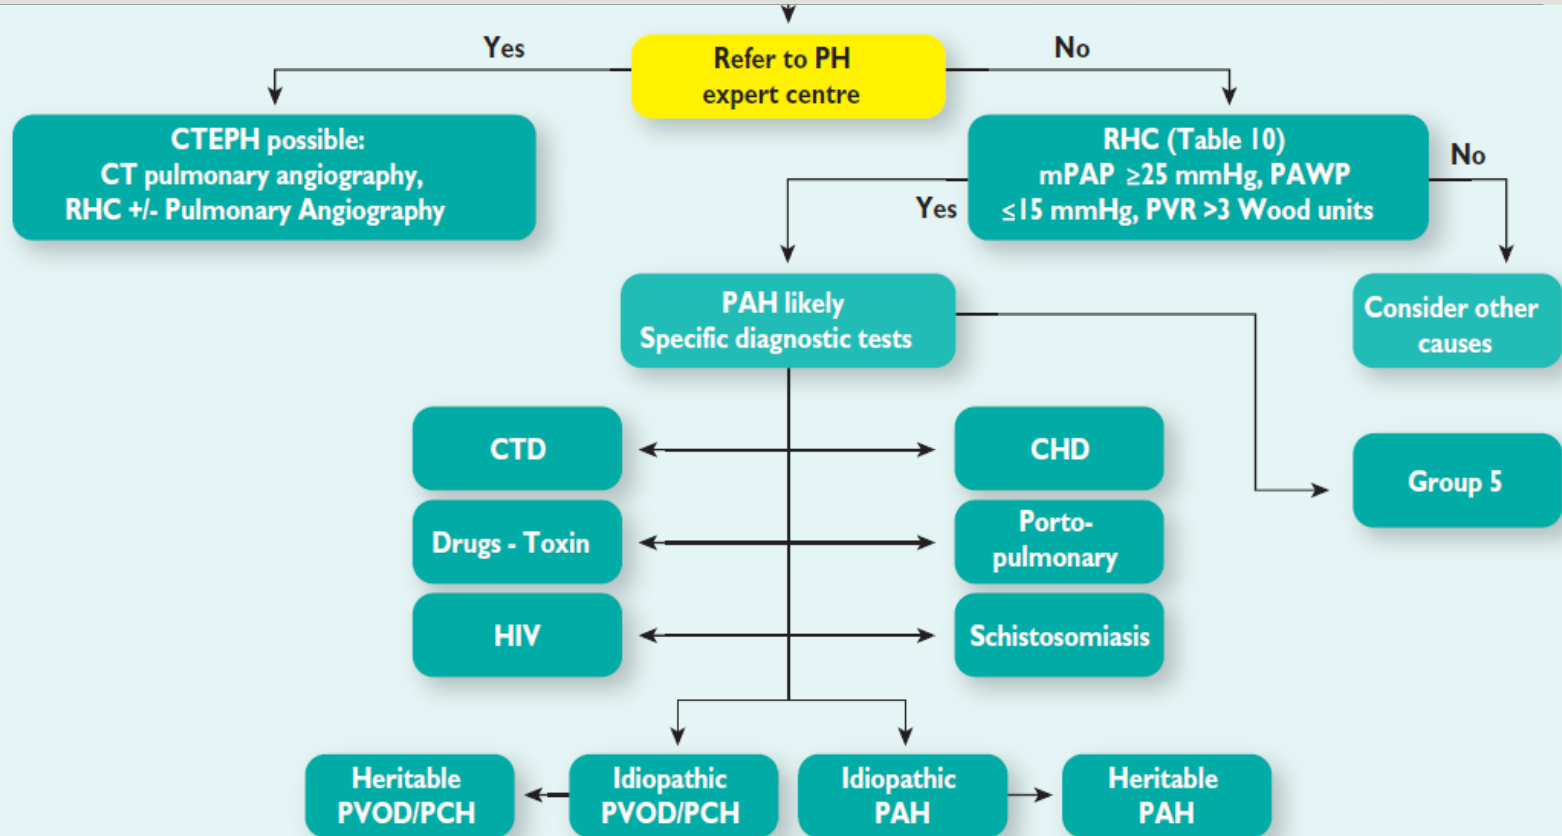 Yes
Refer to PH
expert centre
No
CTEPH possible:
CT pulmonary angiography,
RHC +/- Pulmonary Angiography
RHC (Table 10)
mPAP ≥25 mmHg, PAWP
≤15 mmHg, PVR >3 Wood units
No
Yes
PAH likely
Specific diagnostic tests
Consider other
causes
CTD
CHD
Group 5
Drugs - Toxin
Porto-
pulmonary
HIV
Schistosomiasis
Heritable
PVOD/PCH
Idiopathic
PVOD/PCH
Idiopathic
PAH
Heritable
PAH